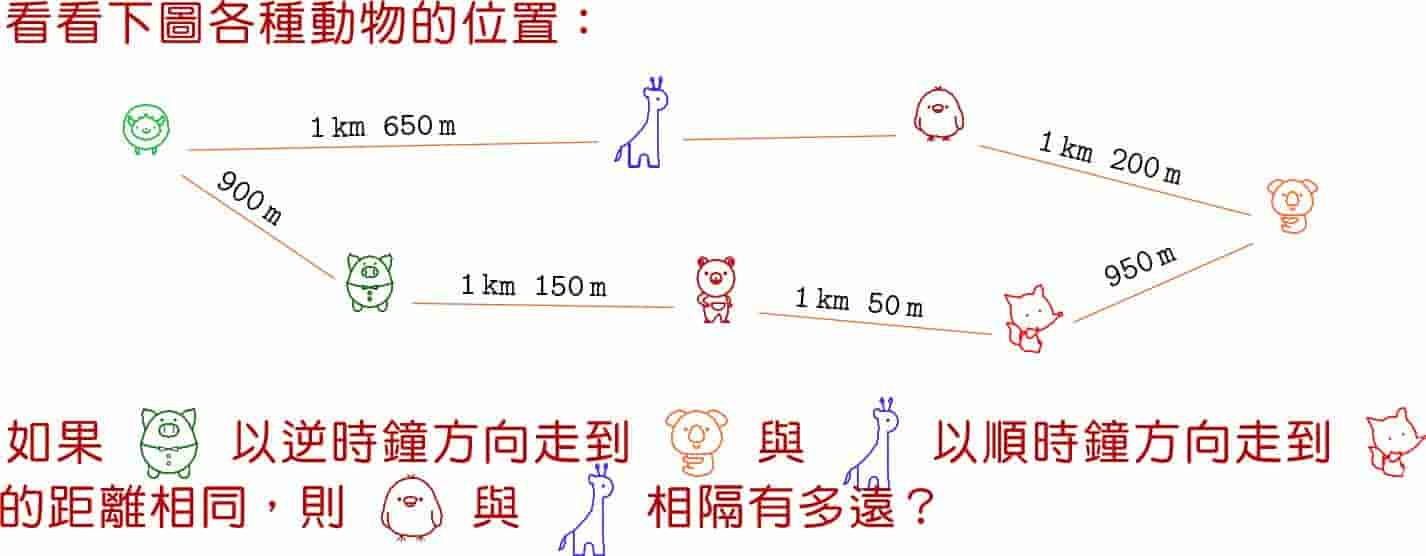 看看下圖各種動物的位置：
1 km 650 m
1 km 200 m
900 m
950 m
1 km 150 m
1 km 50 m
如果 以逆時鐘方向走到 與 以順時鐘方向走到
的距離相同，則 與 相隔有多遠？